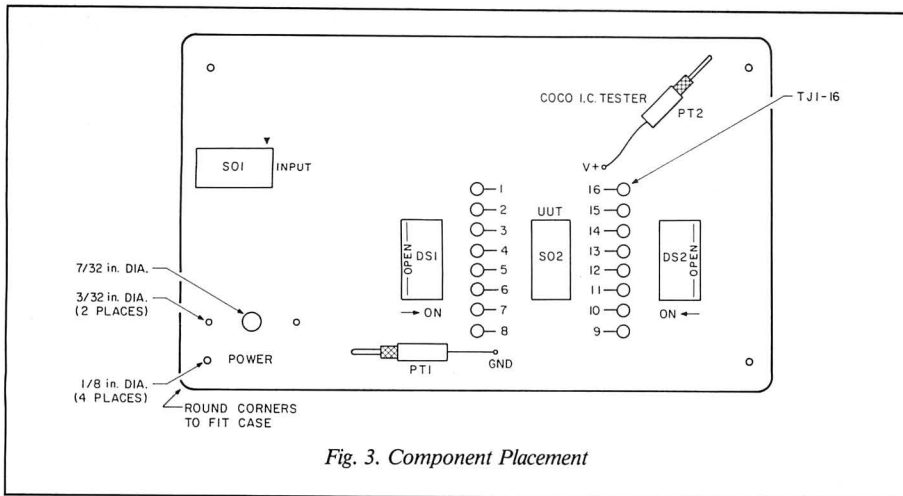 COCO I.C. TESTER
PT2
TJ1-16
SO1
INPUT
V+
1
2
3
4
5
6
7
8
UUT
SO2
16
15
14
13
12
11
10
9
OPEN
DS1
→ ON
DS2
OPEN
ON ←
7/32 in. DIA.
3/32 in. DIA.
(2 PLACES)
POWER
PT1
GND
1/8 in. DIA.
(4 PLACES)
ROUND CORNERS
TO FIT CASE
Fig. 3. Component Placement